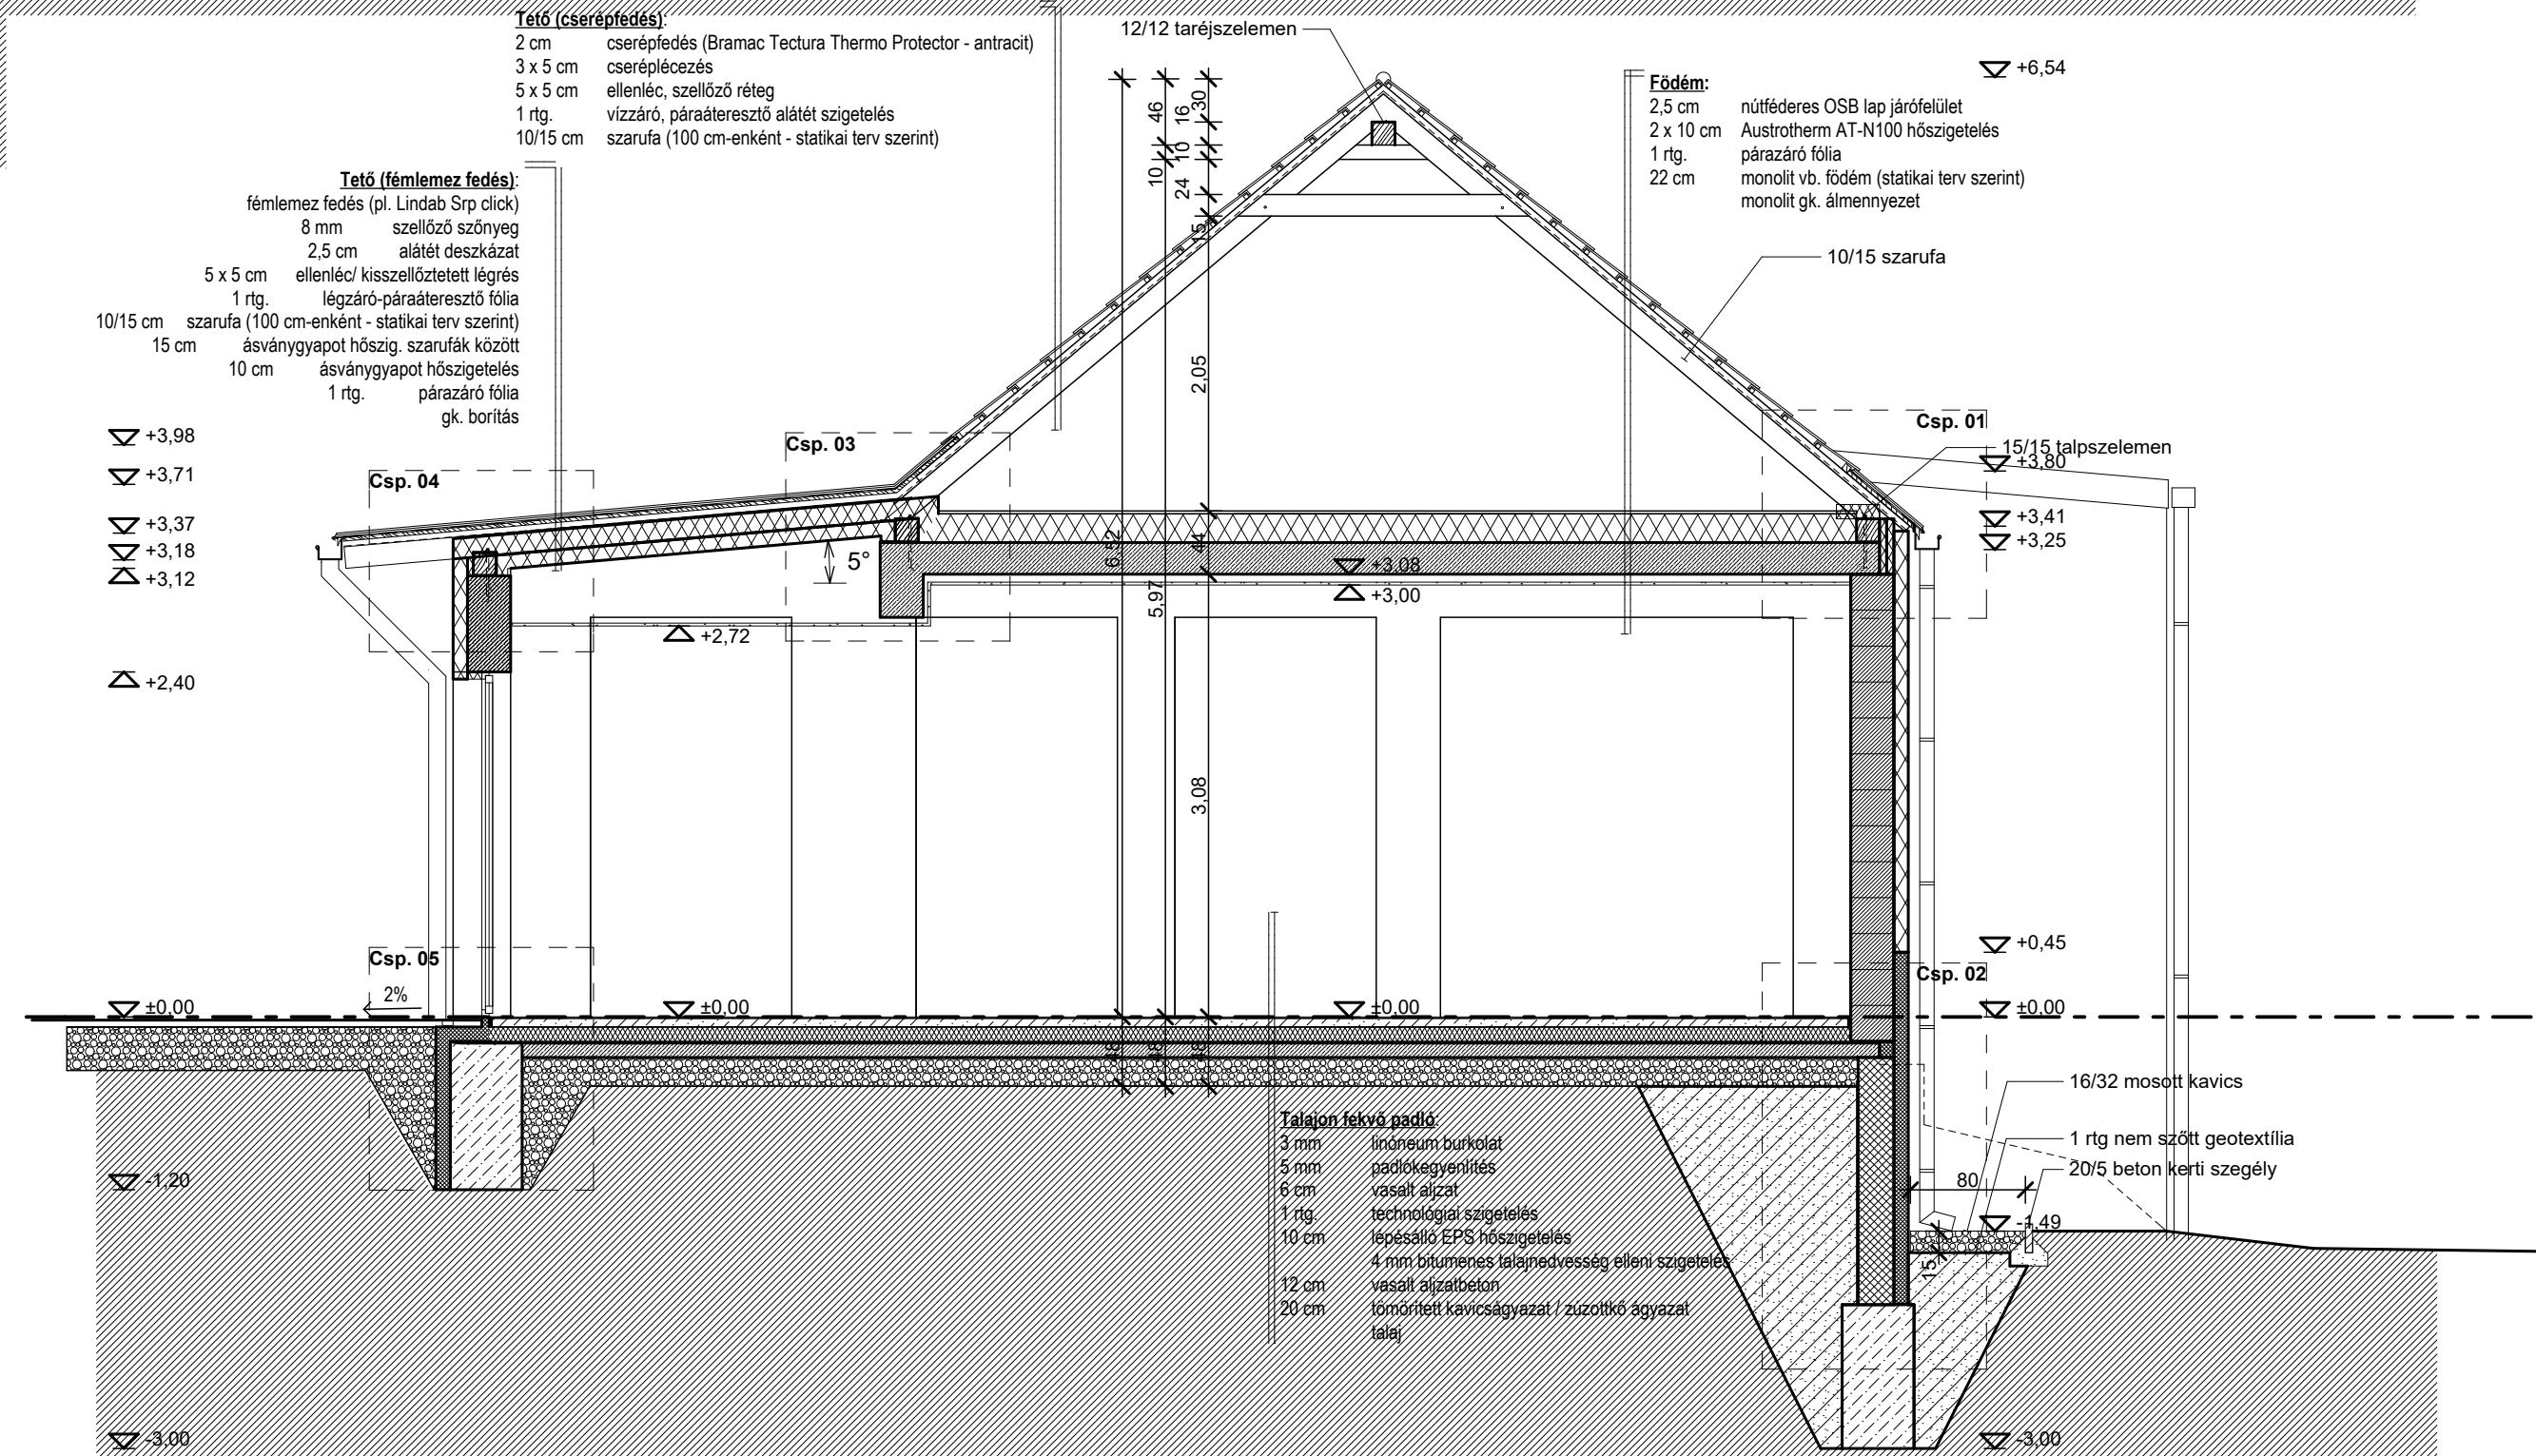 Tető (cserépfedés):
2 cm cserépfedés (Bramac Tectura Thermo Protector - antracit)
3 x 5 cm cseréplécezés
5 x 5 cm ellenléc, szellőző réteg
1 rtg. vízzáró, páraáteresztő alátét szigetelés
10/15 cm szarufa (100 cm-enként - statikai terv szerint)
Tető (fémlemez fedés):
fémlemez fedés (pl. Lindab Srp click)
8 mm szellőző szőnyeg
2,5 cm alátét deszkázat
5 x 5 cm ellenléc/ kisszellőztetett légrés
1 rtg. légzáró-páraáteresztő fólia
10/15 cm szarufa (100 cm-enként - statikai terv szerint)
15 cm ásványgyapot hőszig. szarufák között
10 cm ásványgyapot hőszigetelés
1 rtg. párazáró fólia
gk. borítás
12/12 taréjszelemen
Födém:
2,5 cm nútféderes OSB lap járófelület
2 x 10 cm Austrotherm AT-N100 hőszigetelés
1 rtg. párazáró fólia
22 cm monolit vb. födém (statikai terv szerint)
monolit gk. álmennyezet
+6,54
10/15 szarufa
46
10
30
16
10
24
15
2,05
44
3,08
6,52
5,97
48
48
48
+3,98
+3,71
+3,37
+3,18
+3,12
+2,40
±0,00
-1,20
-3,00
Csp. 04
Csp. 03
Csp. 01
15/15 talpszelemen
+3,80
+3,41
+3,25
5°
+3,08
+3,00
+2,72
Csp. 05
2%
±0,00
±0,00
+0,45
Csp. 02
±0,00
Talajon fekvő padló:
3 mm linóneum burkolat
5 mm padlókegyenlítés
6 cm vasalt aljzat
1 rtg. technológiai szigetelés
10 cm lépésálló EPS hőszigetelés
4 mm bitumenes talajnedvesség elleni szigetelés
12 cm vasalt aljzatbeton
20 cm tömörített kavicságyazat / zúzottkő ágyazat
talaj
16/32 mosott kavics
1 rtg nem szőtt geotextília
20/5 beton kerti szegély
80
-1,49
15
-3,00